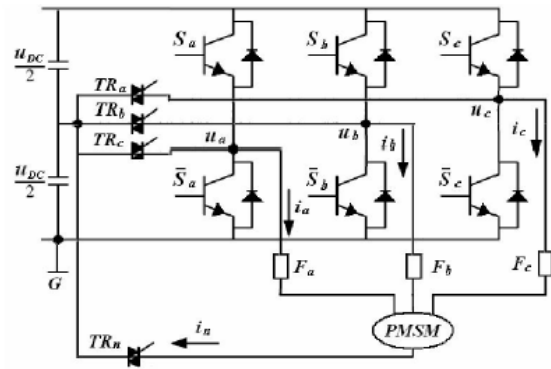 u_DC/2
S_a
S_b
S_c
TR_a
TR_b
TR_c
u_a
u_b
u_c
i_a
i_b
i_c
u_DC/2
S̄_a
S̄_b
S̄_c
G
F_a
F_b
F_c
PMSM
TR_n
i_n